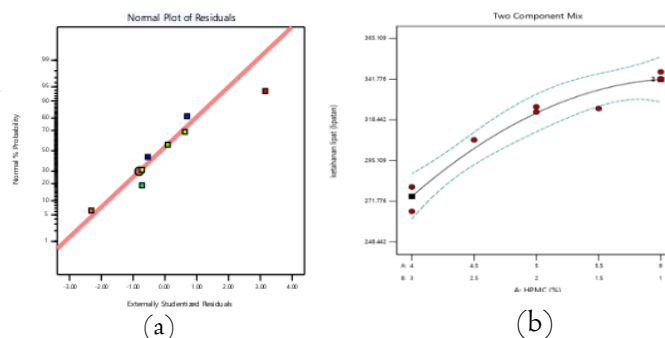 Normal Plot of Residuals
Normal % Probability
99
95
90
80
70
50
30
20
10
5
1
-3.00 -2.00 -1.00 0.00 1.00 2.00 3.00 4.00
Externally Studentized Residuals
(a)
Two Component Mix
ketahanan lipat (lipatan)
365.109
341.776
318.442
295.109
271.776
248.442
2
A: 4 4.5 5 5.5 6
B: 3 2.5 2 1.5 1
A: HPMC (%)
(b)